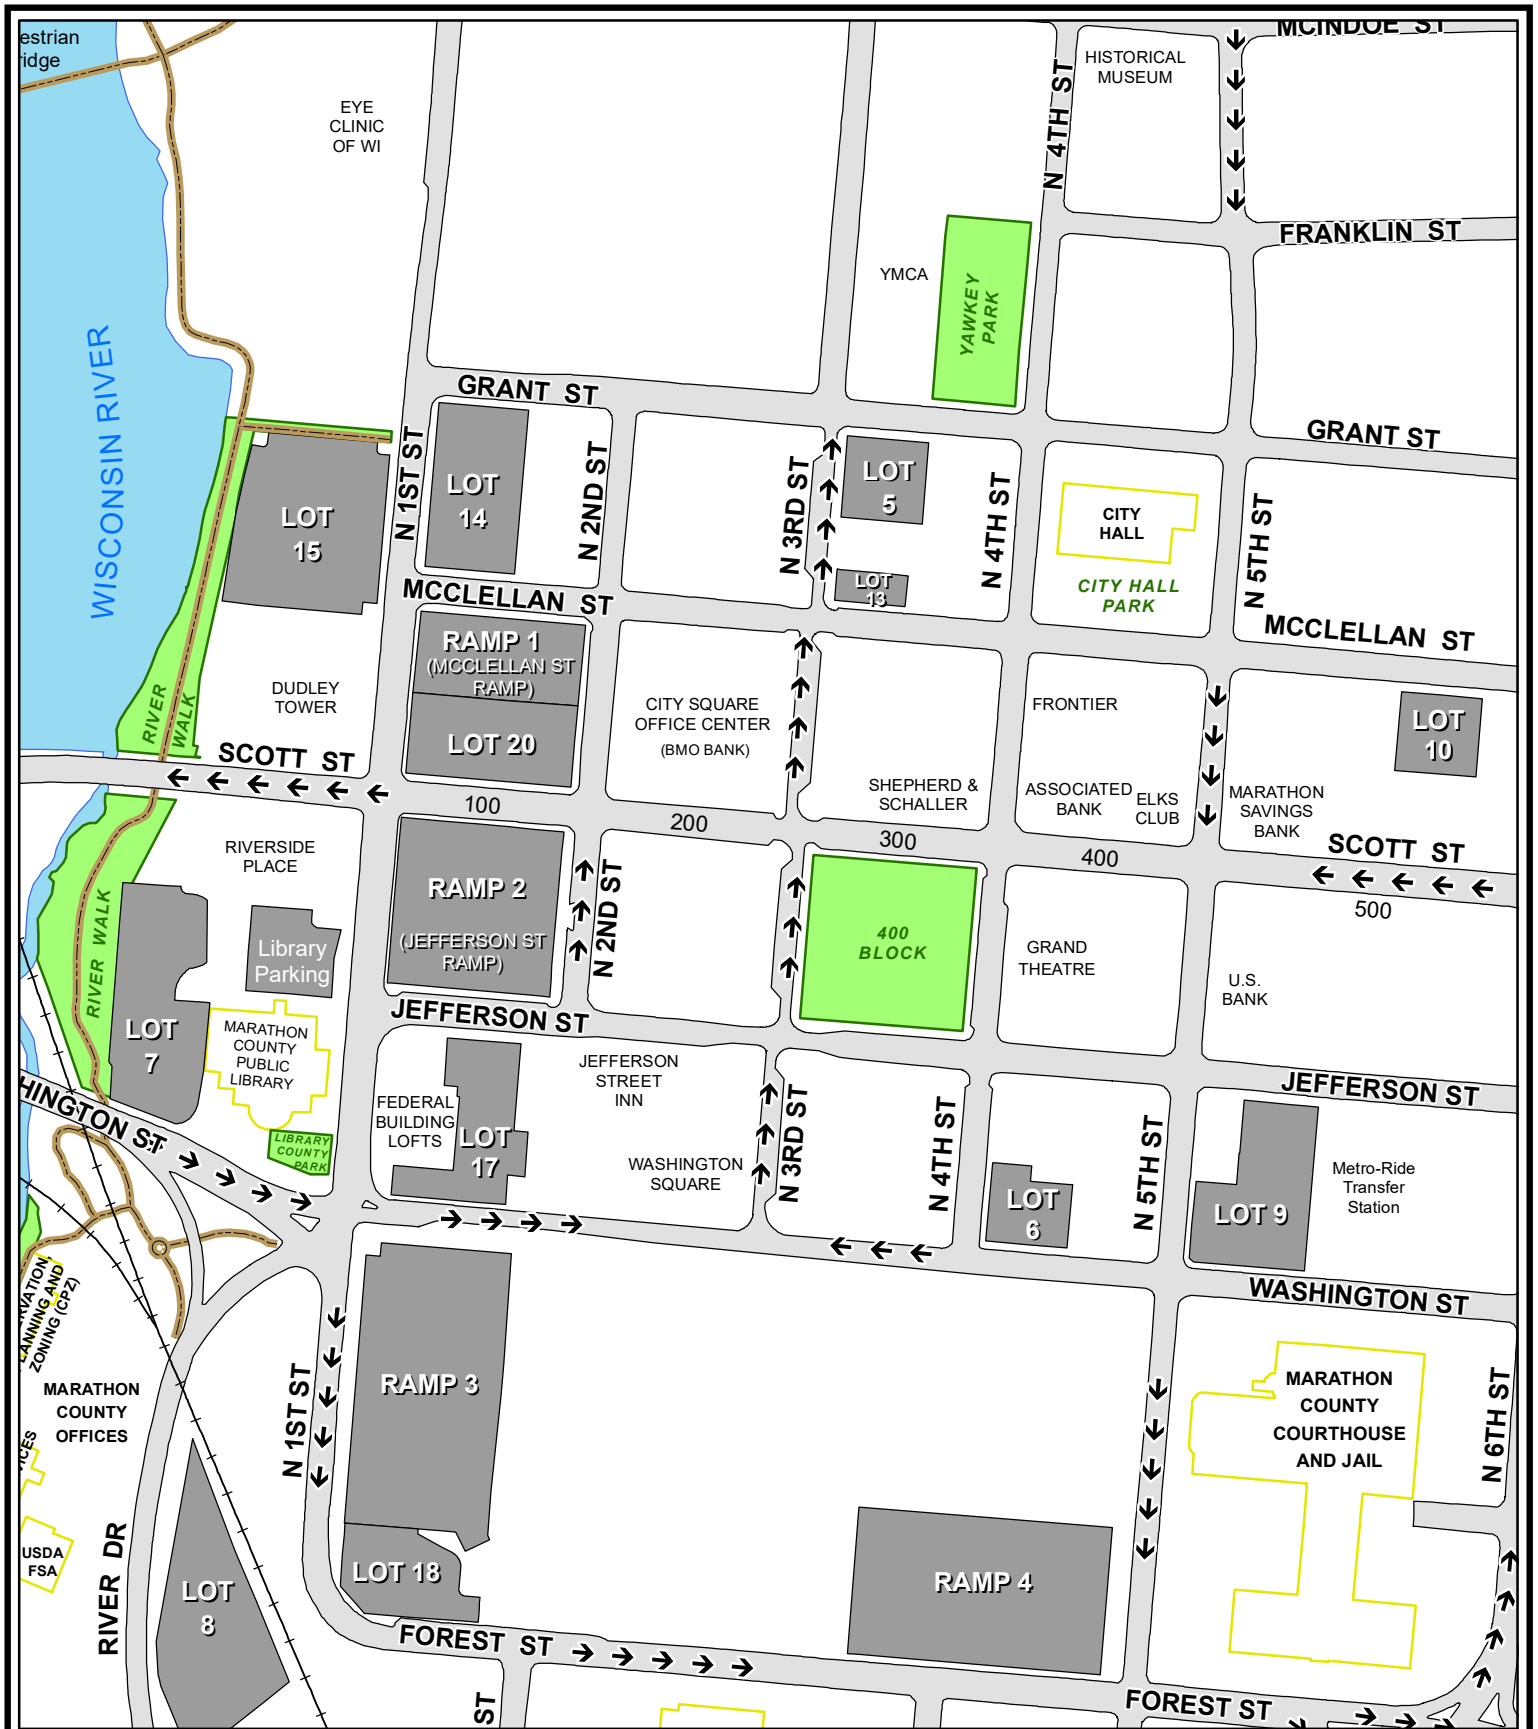 estrian
idge
MCINDOE ST
HISTORICAL
MUSEUM
N 4TH ST
EYE
CLINIC
OF WI
FRANKLIN ST
YMCA
YAWKEY
PARK
WISCONSIN RIVER
GRANT ST
GRANT ST
N 1ST ST
LOT
14
N 2ND ST
N 3RD ST
LOT
5
N 4TH ST
CITY
HALL
N 5TH ST
LOT
15
LOT
13
CITY HALL
PARK
MCCLELLAN ST
MCCLELLAN ST
RAMP 1
(MCCLELLAN ST
RAMP)
DUDLEY
TOWER
RIVER
WALK
CITY SQUARE
OFFICE CENTER
(BMO BANK)
FRONTIER
LOT
10
LOT 20
SCOTT ST
SHEPHERD &
SCHALLER
ASSOCIATED
BANK
ELKS
CLUB
MARATHON
SAVINGS
BANK
100
200
300
400
SCOTT ST
500
RIVERSIDE
PLACE
RAMP 2
(JEFFERSON ST
RAMP)
N 2ND ST
400
BLOCK
GRAND
THEATRE
U.S.
BANK
RIVER WALK
Library
Parking
JEFFERSON ST
LOT
7
MARATHON
COUNTY
PUBLIC
LIBRARY
JEFFERSON
STREET
INN
JEFFERSON ST
HINGTON ST
FEDERAL
BUILDING
LOFTS
LOT
17
LIBRARY
COUNTY
PARK
WASHINGTON
SQUARE
N 3RD ST
N 4TH ST
LOT
6
N 5TH ST
LOT 9
Metro-Ride
Transfer
Station
RVATION
LANNING AND
ZONING (CPZ)
WASHINGTON ST
MARATHON
COUNTY
OFFICES
N 1ST ST
RAMP 3
MARATHON
COUNTY
COURTHOUSE
AND JAIL
N 6TH ST
VICES
USDA
FSA
RIVER DR
LOT
8
LOT 18
RAMP 4
FOREST ST
FOREST ST
ST